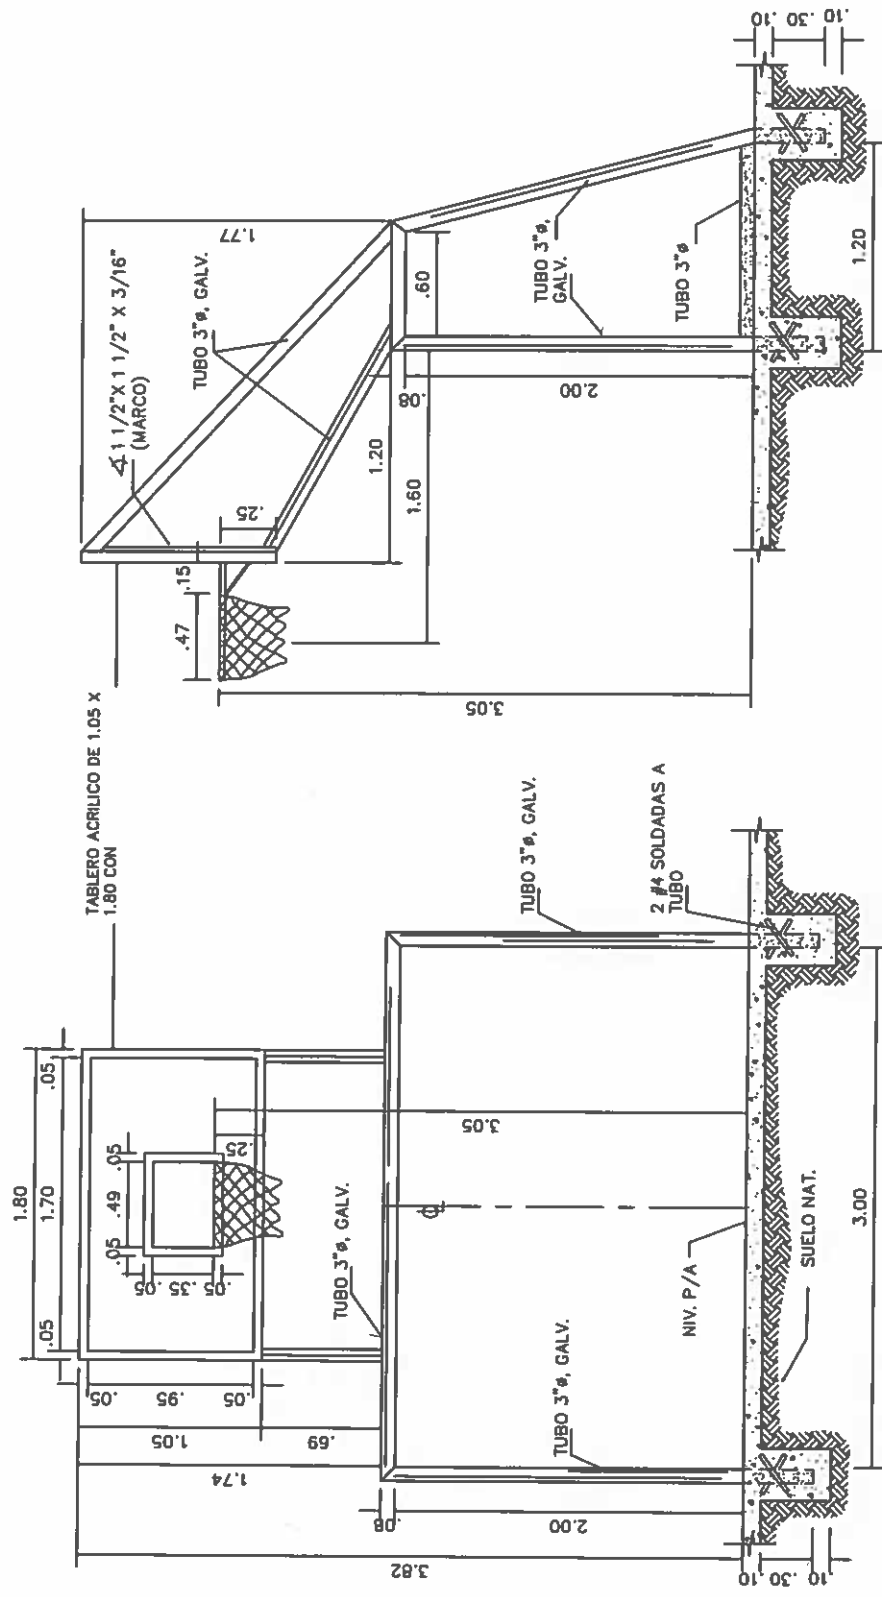 1.77
∠ 1 1/2" X 1 1/2" X 3/16"
(MARCO)
TUBO 3"ø, GALV.
.25
.15
.47
1.20
1.60
.08
.60
TUBO 3"ø,
GALV.
TUBO 3"ø
2.00
3.05
1.20
.10
.30
.10
TABLERO ACRILICO DE 1.05 X
1.80 CON
1.80
.05
1.70
.05
.05
.49
.05
.05
.35
.05
.25
3.05
.05
.95
.05
1.05
.69
1.74
3.82
.08
2.00
TUBO 3"ø, GALV.
TUBO 3"ø, GALV.
TUBO 3"ø, GALV.
2 #4 SOLDADAS A
TUBO
NIV. P/A
SUELO NAT.
3.00
.10
.30
.10